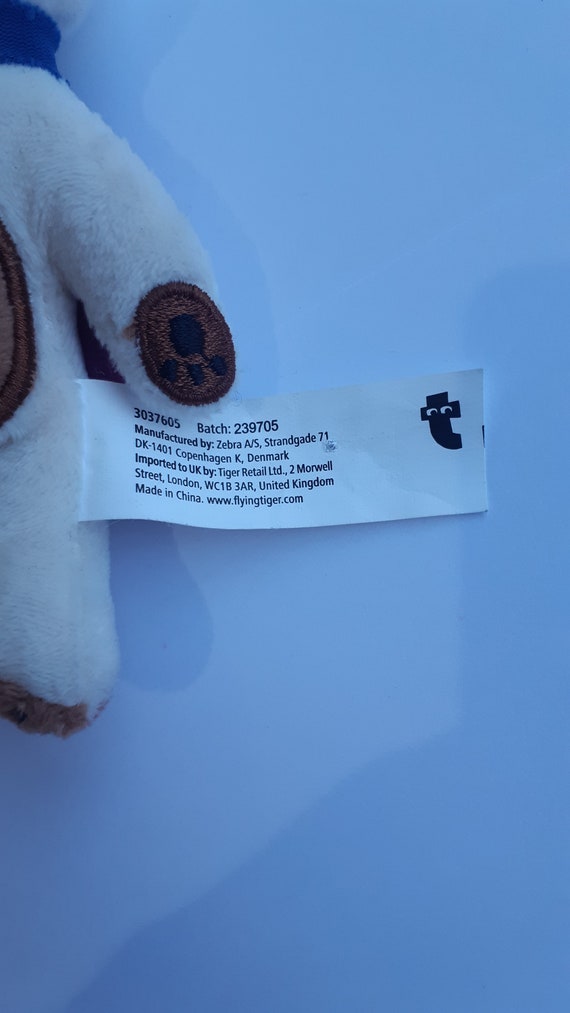 3037605 Batch: 239705
Manufactured by: Zebra A/S, Strandgade 71
DK-1401 Copenhagen K, Denmark
Imported to UK by: Tiger Retail Ltd., 2 Morwell
Street, London, WC1B 3AR, United Kingdom
Made in China. www.flyingtiger.com